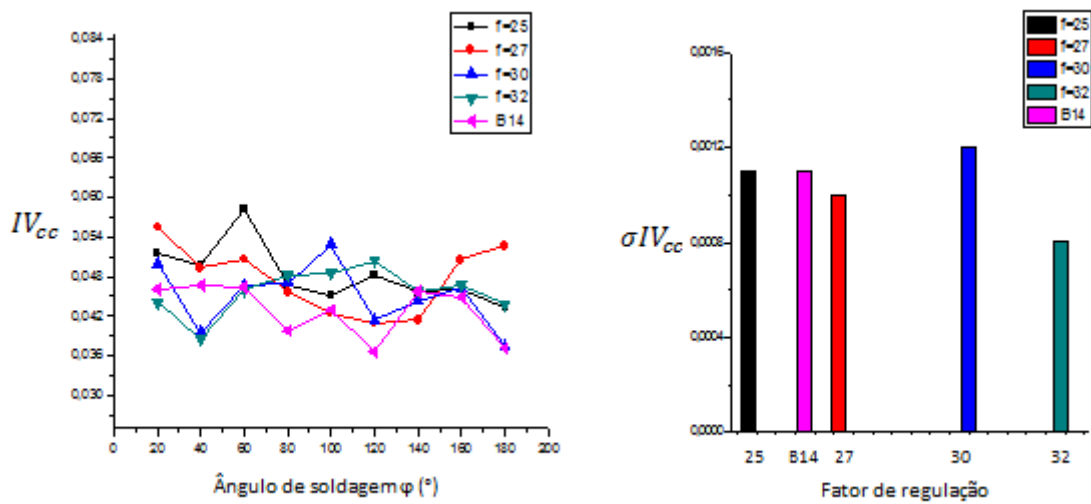 f=25
f=27
f=30
f=32
B14
0,084
0,078
0,072
0,066
0,060
0,054
0,048
0,042
0,036
0,030
IVcc
0 20 40 60 80 100 120 140 160 180 200
Ângulo de soldagem φ (°)
f=25
f=27
f=30
f=32
B14
0,0016
0,0012
0,0008
0,0004
0,0000
σIVcc
25 B14 27 30 32
Fator de regulação